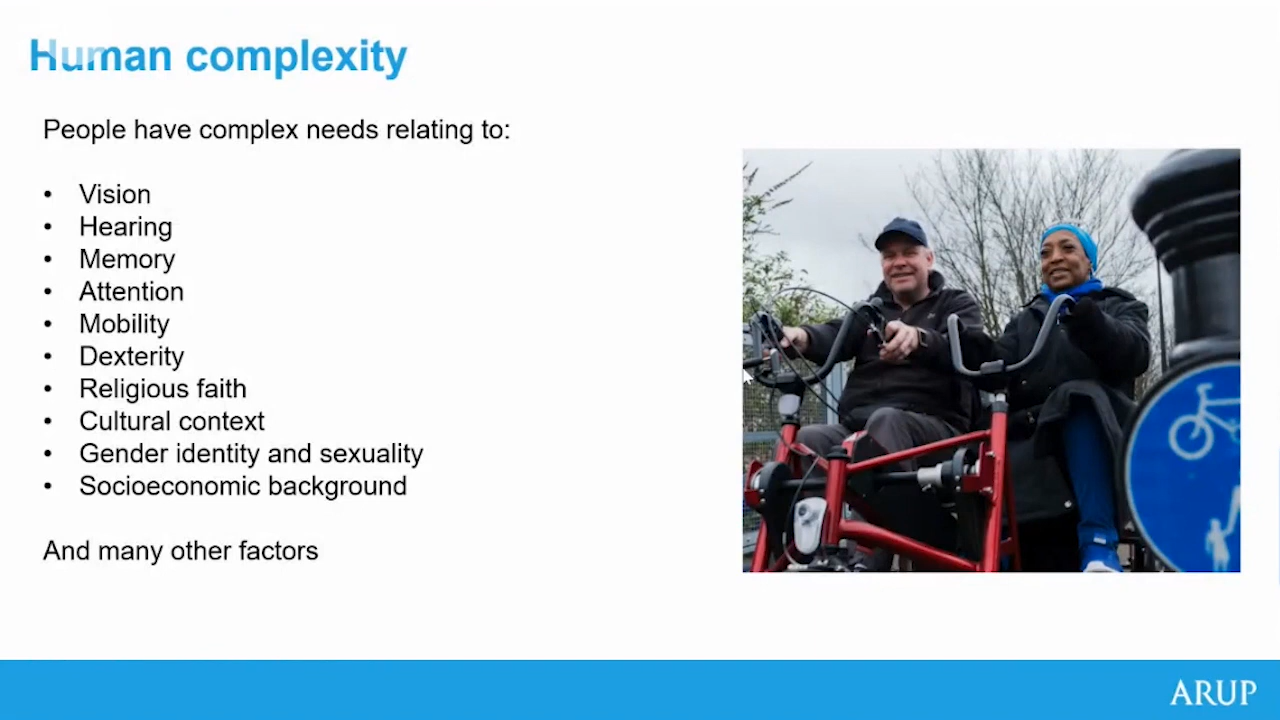 Human complexity
People have complex needs relating to:
• Vision
• Hearing
• Memory
• Attention
• Mobility
• Dexterity
• Religious faith
• Cultural context
• Gender identity and sexuality
• Socioeconomic background
And many other factors
ARUP